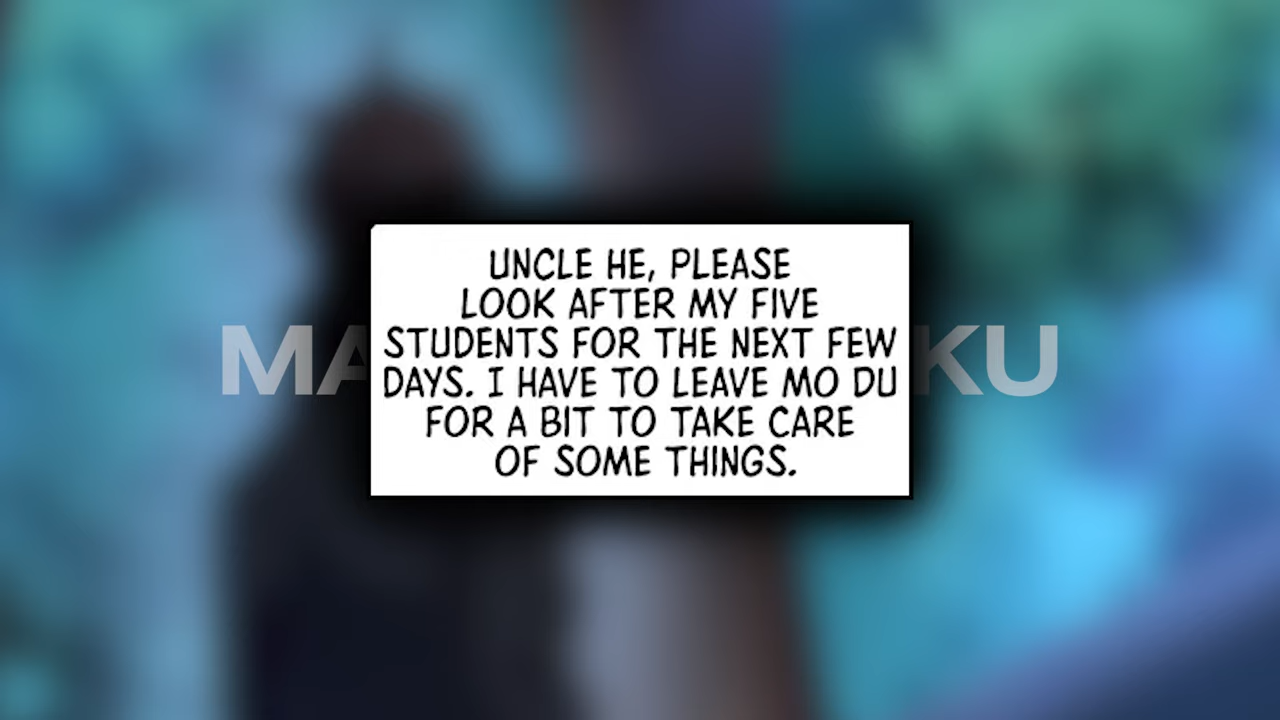 UNCLE HE, PLEASE
LOOK AFTER MY FIVE
STUDENTS FOR THE NEXT FEW
DAYS. I HAVE TO LEAVE MO DU
FOR A BIT TO TAKE CARE
OF SOME THINGS.